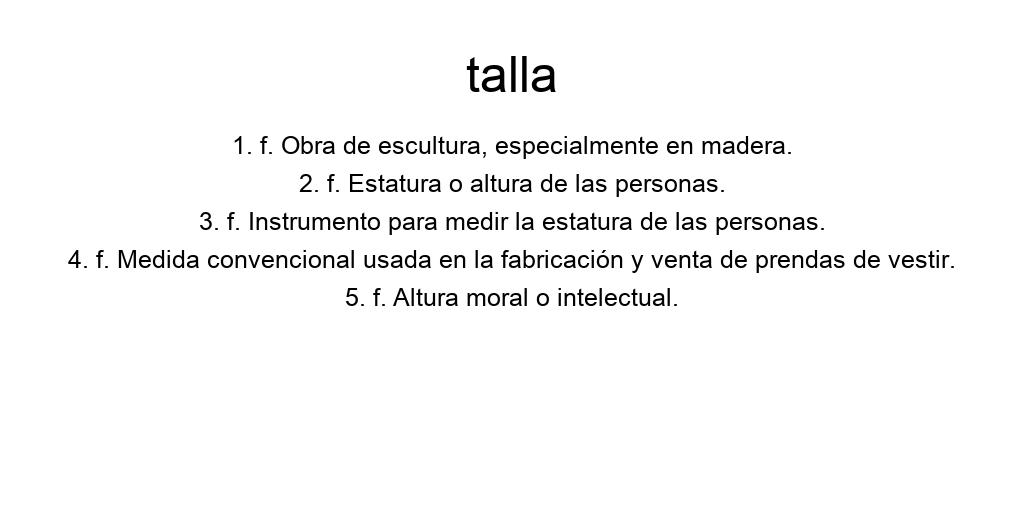 talla
1. f. Obra de escultura, especialmente en madera.
2. f. Estatura o altura de las personas.
3. f. Instrumento para medir la estatura de las personas.
4. f. Medida convencional usada en la fabricación y venta de prendas de vestir.
5. f. Altura moral o intelectual.